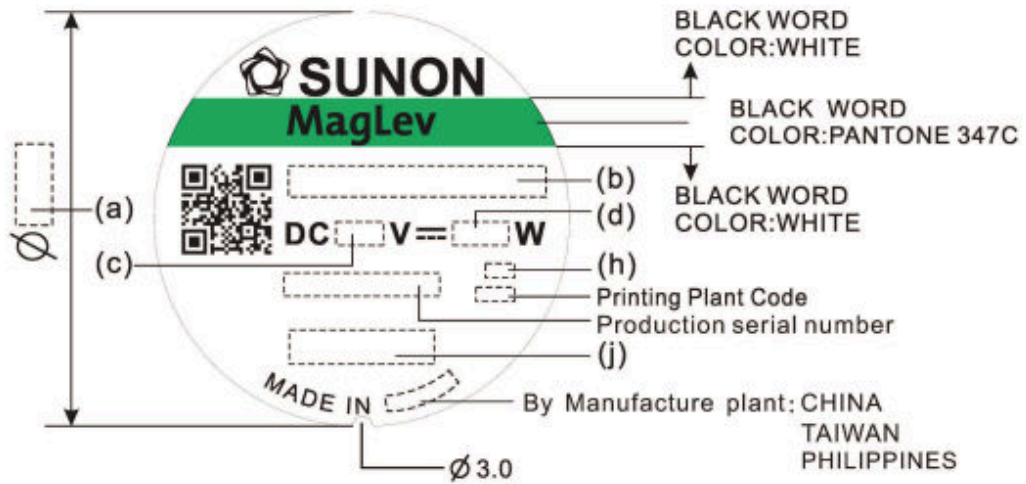 BLACK WORD
COLOR:WHITE
SUNON
MagLev
BLACK WORD
COLOR:PANTONE 347C
(b)
BLACK WORD
COLOR:WHITE
(a)
Ø
DC V W
(d)
(c)
(h)
Printing Plant Code
Production serial number
(j)
MADE IN
By Manufacture plant: CHINA
TAIWAN
PHILIPPINES
Ø 3.0